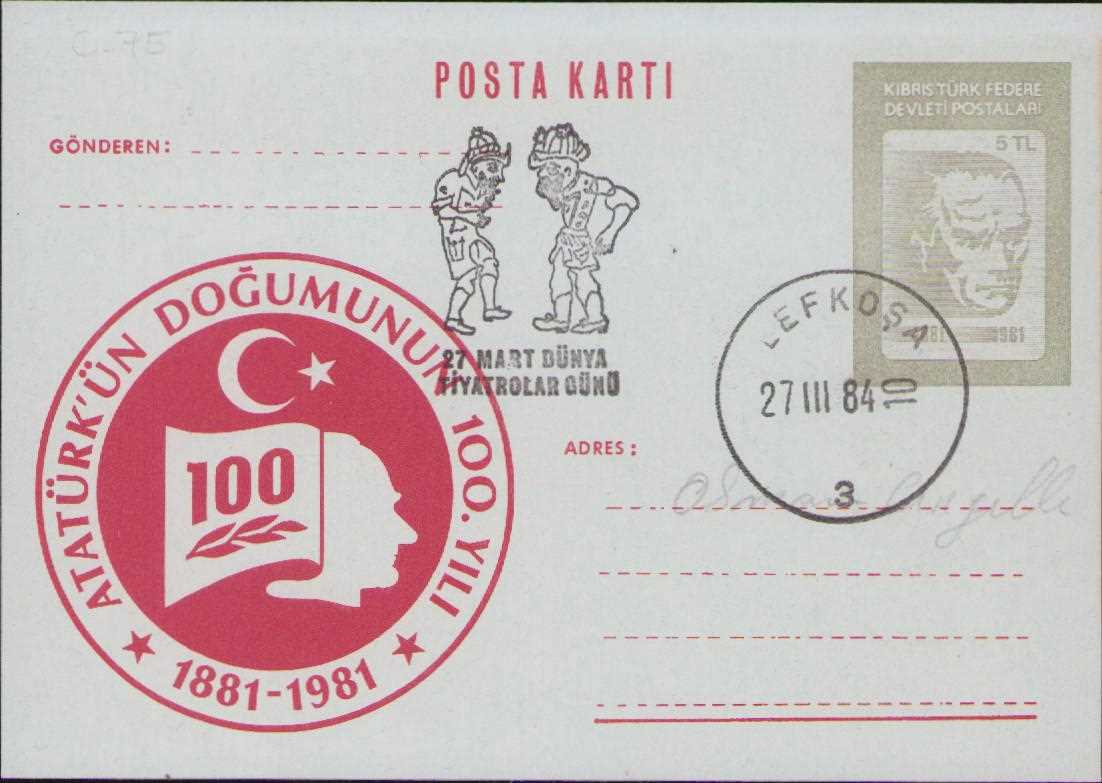 C-75
POSTA KARTI
KIBRIS TÜRK FEDERE
DEVLETİ POSTALARI
5 TL
1881 1981
GÖNDEREN:
27 MART DÜNYA
TİYATROLAR GÜNÜ
LEFKOŞA
27 III 84 10
3
ATATÜRK'ÜN DOĞUMUNUN 100. YILI
100
1881-1981
ADRES: